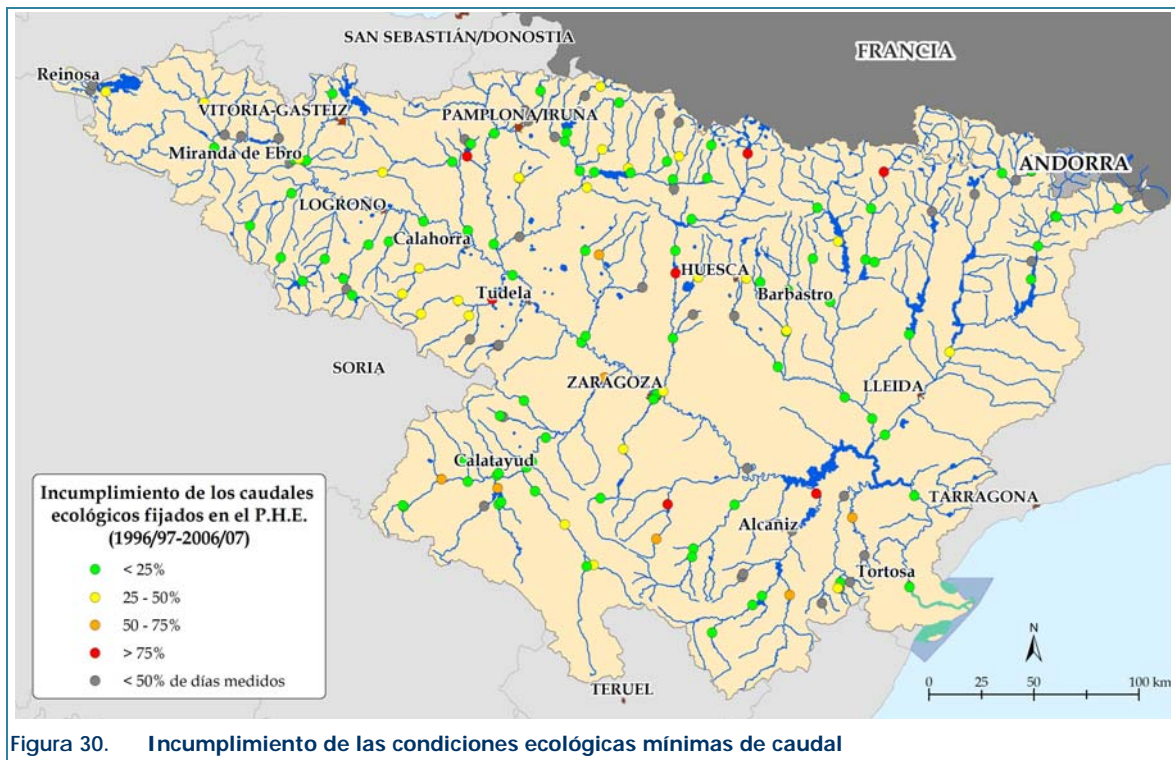 SAN SEBASTIÁN/DONOSTIA
FRANCIA
Reinosa
VITORIA-GASTEIZ
PAMPLONA/IRUÑA
Miranda de Ebro
ANDORRA
LOGROÑO
Calahorra
HUESCA
Tudela
Barbastro
SORIA
ZARAGOZA
LLEIDA
Calatayud
TARRAGONA
Alcañiz
Tortosa
TERUEL
Incumplimiento de los caudales
ecológicos fijados en el P.H.E.
(1996/97-2006/07)
< 25%
25 - 50%
50 - 75%
> 75%
< 50% de días medidos
N
0 25 50 100 km
Figura 30. Incumplimiento de las condiciones ecológicas mínimas de caudal